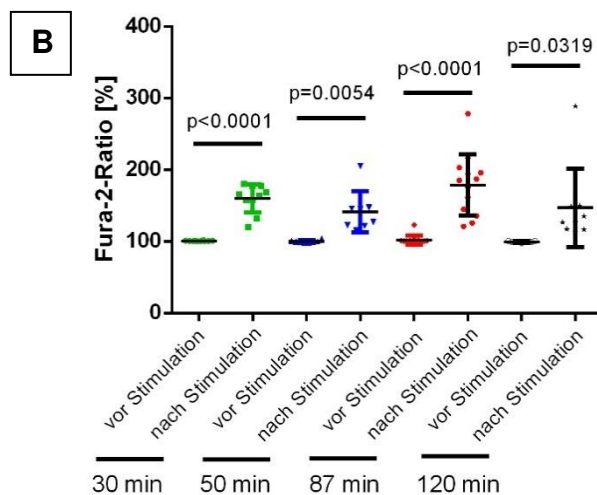 B
Fura-2-Ratio [%]
400
300
200
100
0
p<0.0001
p=0.0054
p<0.0001
p=0.0319
vor Stimulation
nach Stimulation
vor Stimulation
nach Stimulation
vor Stimulation
nach Stimulation
vor Stimulation
nach Stimulation
30 min 50 min 87 min 120 min